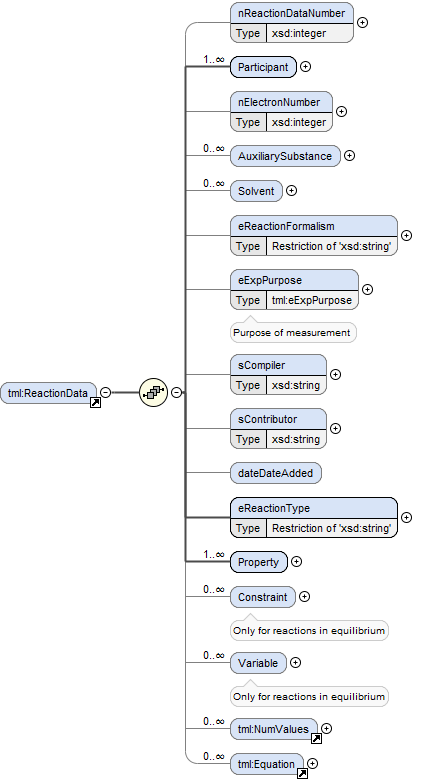 nReactionDataNumber
Type xsd:integer
1..∞
Participant
nElectronNumber
Type xsd:integer
0..∞
AuxiliarySubstance
0..∞
Solvent
eReactionFormalism
Type Restriction of 'xsd:string'
eExpPurpose
Type tml:eExpPurpose
Purpose of measurement
tml:ReactionData
sCompiler
Type xsd:string
sContributor
Type xsd:string
dateDateAdded
eReactionType
Type Restriction of 'xsd:string'
1..∞
Property
0..∞
Constraint
Only for reactions in equilibrium
0..∞
Variable
Only for reactions in equilibrium
0..∞
tml:NumValues
0..∞
tml:Equation